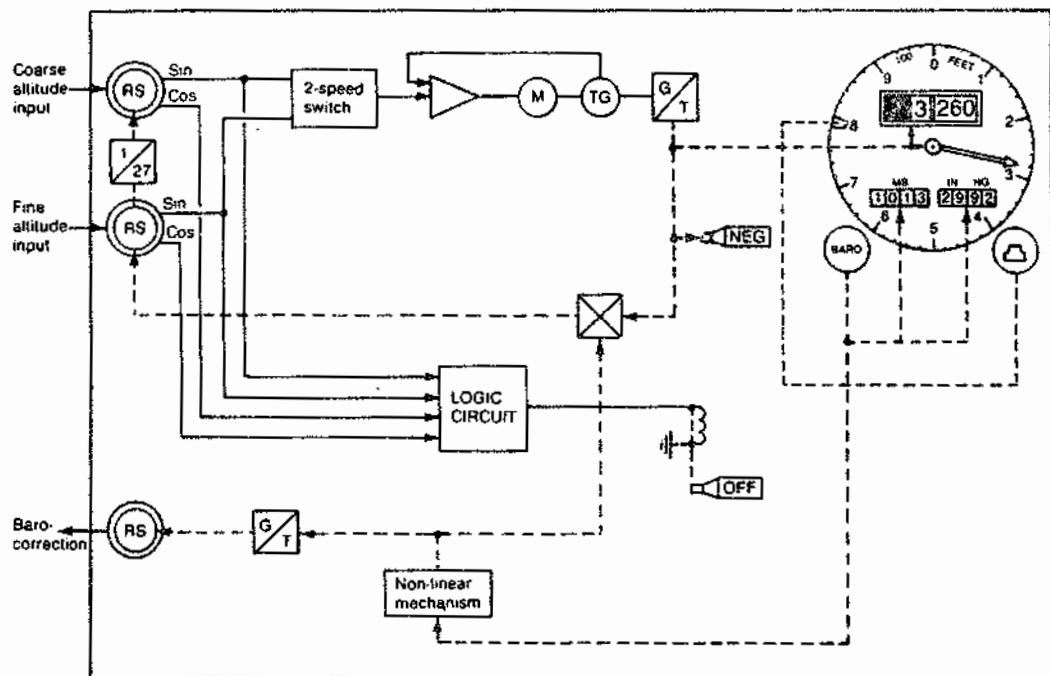 Coarse
altitude
input
RS
Sin
Cos
1/27
Fine
altitude
input
RS
Sin
Cos
2-speed
switch
M
TG
G/T
NEG
LOGIC
CIRCUIT
OFF
Baro-
correction
RS
G/T
Non-linear
mechanism
100 FEET
0
1
2
3
4
5
6
7
8
9
3 260
MB
1013
IN HG
2992
BARO